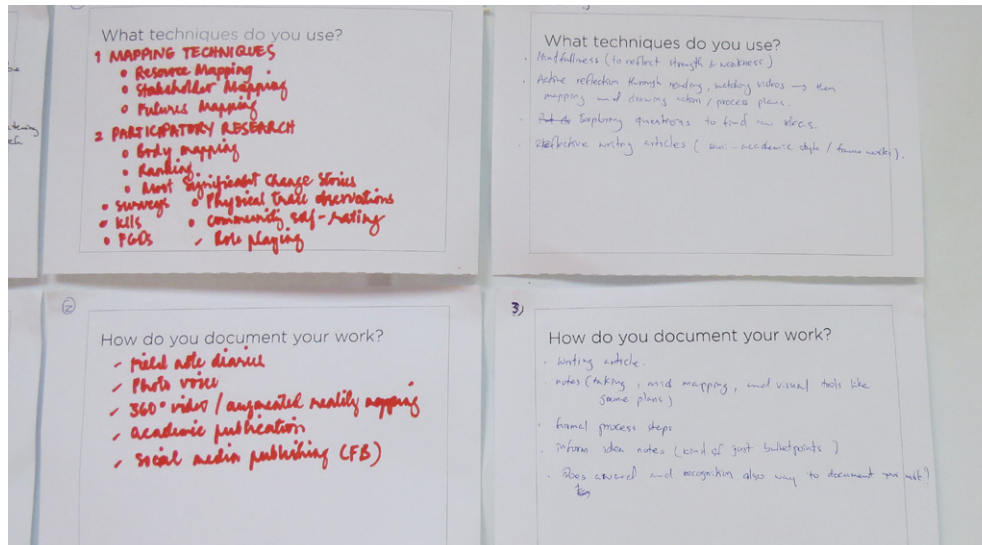 What techniques do you use?
1 MAPPING TECHNIQUES
• Resource Mapping.
• Stakeholder Mapping
• Futures Mapping
2 PARTICIPATORY RESEARCH
• Body mapping
• Ranking
• Most Significant Change Stories
• surveys • Physical trace observations
• KIIs • community self-rating
• FGDs ✓ Role playing
What techniques do you use?
· Mindfullness (to reflect strength & weakness)
· Active reflection through reading, watching videos → then
mapping and drawing action / process plans.
· Exploring questions to find new ideas.
· Reflective writing articles (semi-academic style / frame works).
2
How do you document your work?
✓ Field note diaries
✓ Photo voice
✓ 360° video / augmented reality mapping
✓ academic publication
✓ Social media publishing (FB)
3)
How do you document your work?
· Writing article.
· notes (taking, mind mapping, and visual tools like
game plans)
· formal process steps
· inform idea notes (kind of just bulletpoints)
· Does award and recognition also way to document your work?